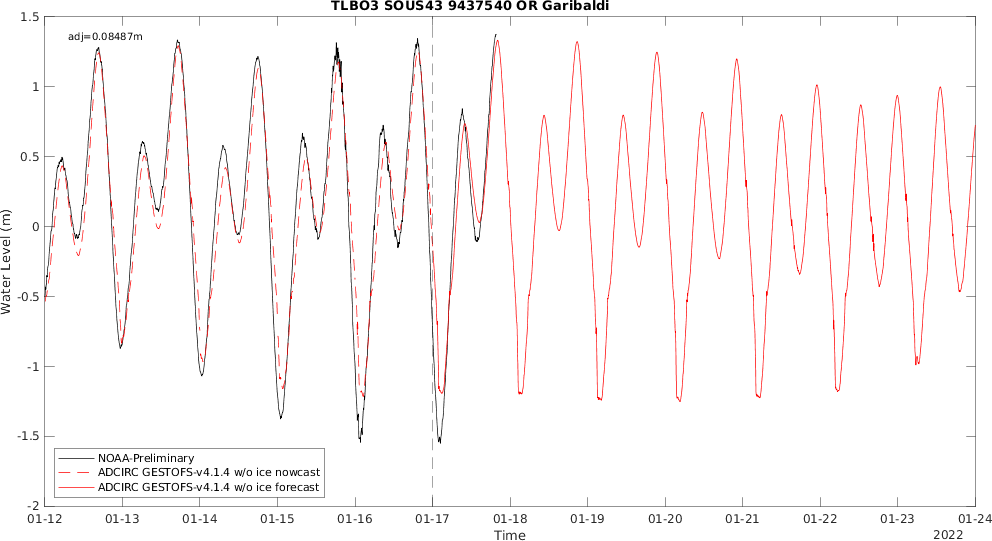 TLBO3 SOUS43 9437540 OR Garibaldi
adj=0.08487m
Water Level (m)
1.5
1
0.5
0
-0.5
-1
-1.5
-2
NOAA-Preliminary
ADCIRC GESTOFS-v4.1.4 w/o ice nowcast
ADCIRC GESTOFS-v4.1.4 w/o ice forecast
01-12 01-13 01-14 01-15 01-16 01-17 01-18 01-19 01-20 01-21 01-22 01-23 01-24
Time
2022